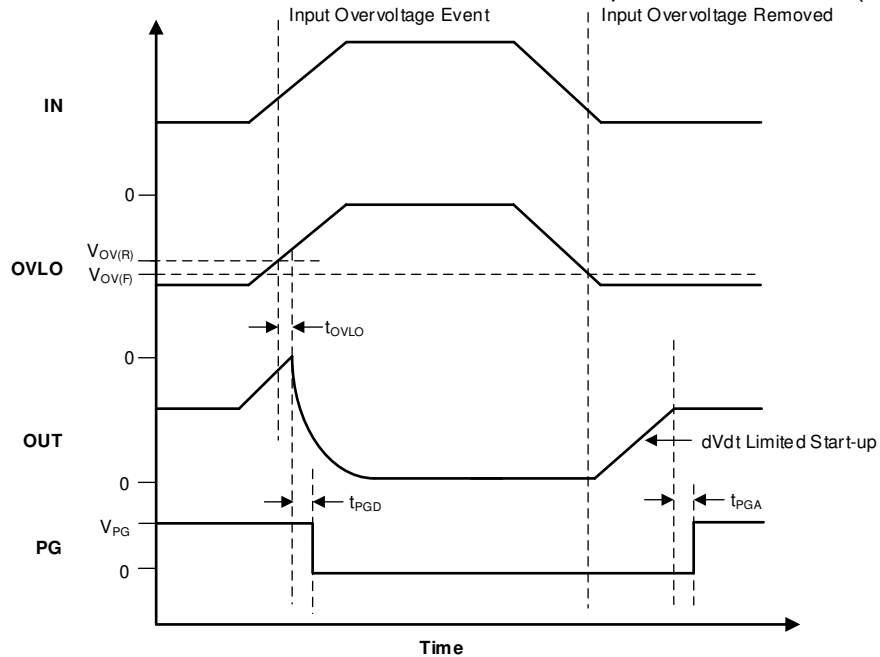 Input Overvoltage Event
Input Overvoltage Removed
IN
0
V_OV(R)
OVLO
V_OV(F)
t_OVLO
0
OUT
dVdt Limited Start-up
0
t_PGD
t_PGA
V_PG
PG
0
Time